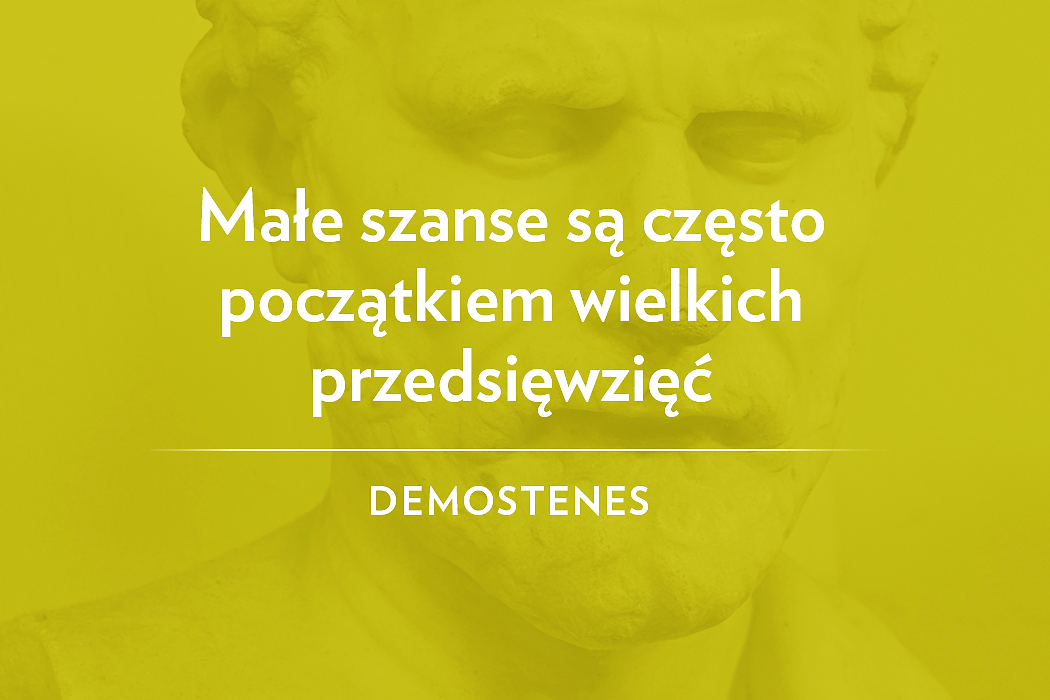 Małe szanse są często
początkiem wielkich
przedsięwzięć
DEMOSTENES